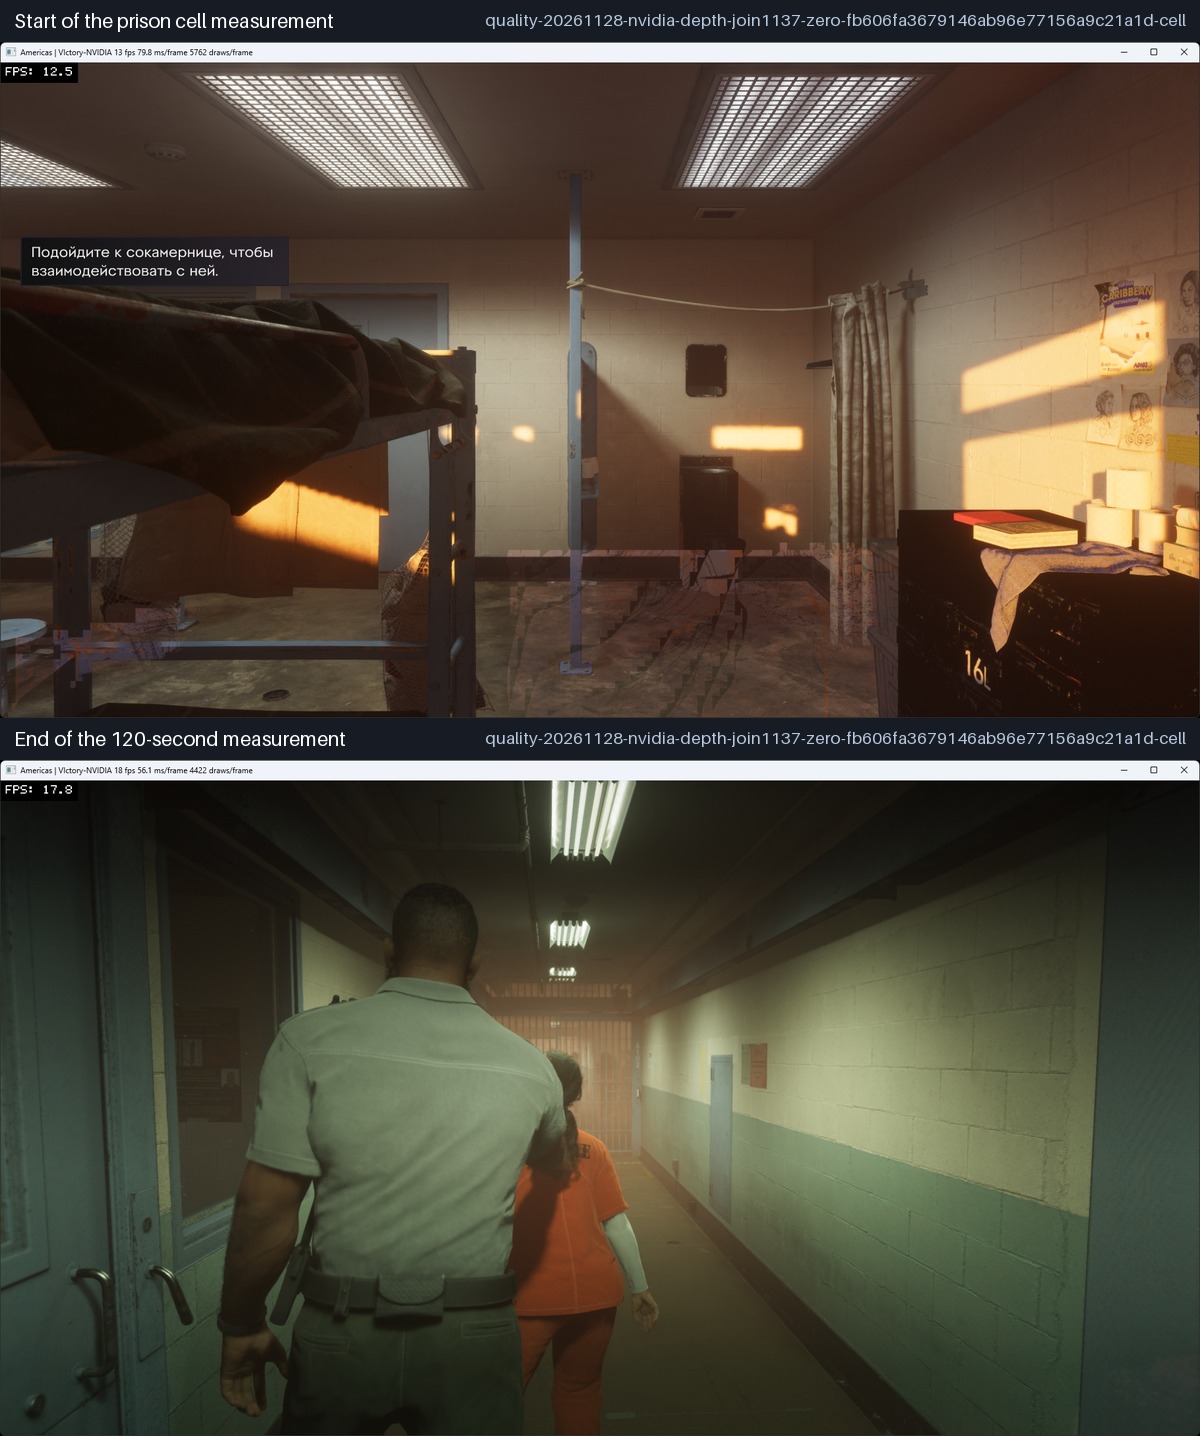 Start of the prison cell measurement
quality-20261128-nvidia-depth-join1137-zero-fb606fa3679146ab96e77156a9c21a1d-cell
Americas | VIctory-NVIDIA 13 fps 79.8 ms/frame 5762 draws/frame
FPS: 12.5
Подойдите к сокамернице, чтобы
взаимодействовать с ней.
CARIBBEAN
16L
End of the 120-second measurement
quality-20261128-nvidia-depth-join1137-zero-fb606fa3679146ab96e77156a9c21a1d-cell
Americas | VIctory-NVIDIA 18 fps 56.1 ms/frame 4422 draws/frame
FPS: 17.8